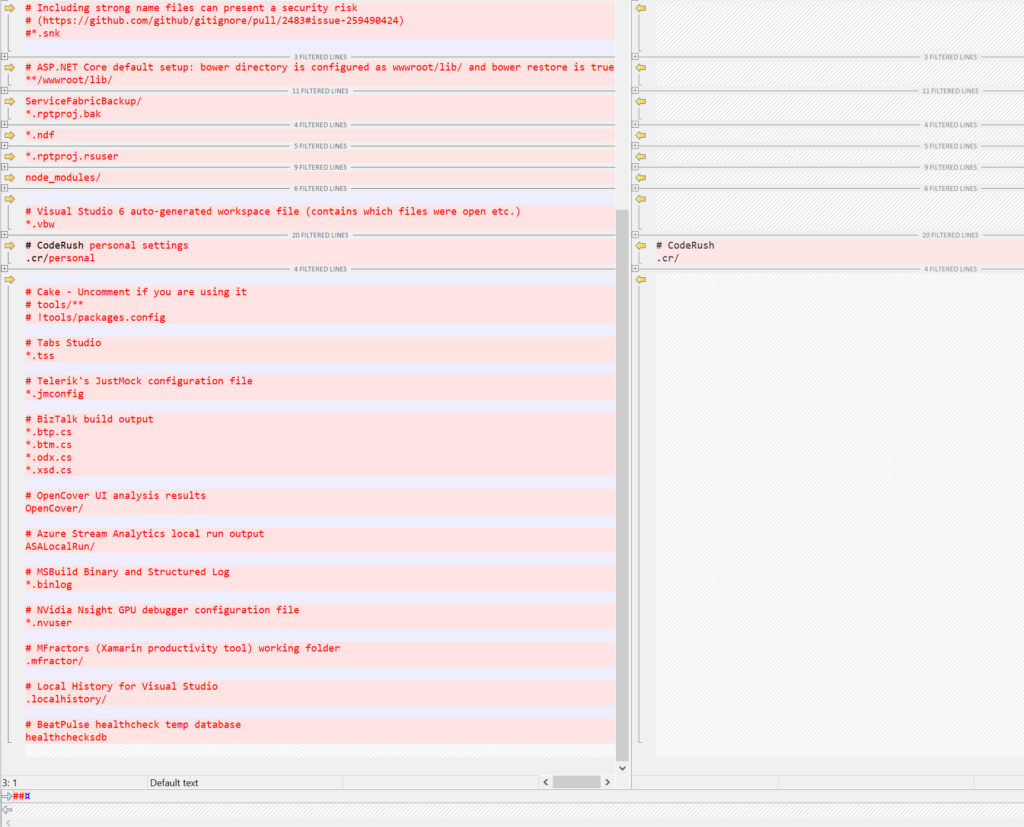 # Including strong name files can present a security risk
# (https://github.com/github/gitignore/pull/2483#issue-259490424)
#*.snk
3 FILTERED LINES
3 FILTERED LINES
# ASP.NET Core default setup: bower directory is configured as wwwroot/lib/ and bower restore is true
**/wwwroot/lib/
11 FILTERED LINES
11 FILTERED LINES
ServiceFabricBackup/
*.rptproj.bak
4 FILTERED LINES
4 FILTERED LINES
*.ndf
5 FILTERED LINES
5 FILTERED LINES
*.rptproj.rsuser
9 FILTERED LINES
9 FILTERED LINES
node_modules/
6 FILTERED LINES
6 FILTERED LINES
# Visual Studio 6 auto-generated workspace file (contains which files were open etc.)
*.vbw
20 FILTERED LINES
20 FILTERED LINES
# CodeRush personal settings
# CodeRush
.cr/personal
.cr/
4 FILTERED LINES
4 FILTERED LINES
# Cake - Uncomment if you are using it
# tools/**
# !tools/packages.config
# Tabs Studio
*.tss
# Telerik's JustMock configuration file
*.jmconfig
# BizTalk build output
*.btp.cs
*.btm.cs
*.odx.cs
*.xsd.cs
# OpenCover UI analysis results
OpenCover/
# Azure Stream Analytics local run output
ASALocalRun/
# MSBuild Binary and Structured Log
*.binlog
# NVidia Nsight GPU debugger configuration file
*.nvuser
# MFractors (Xamarin productivity tool) working folder
.mfractor/
# Local History for Visual Studio
.localhistory/
# BeatPulse healthcheck temp database
healthchecksdb
3: 1
Default text
##¤